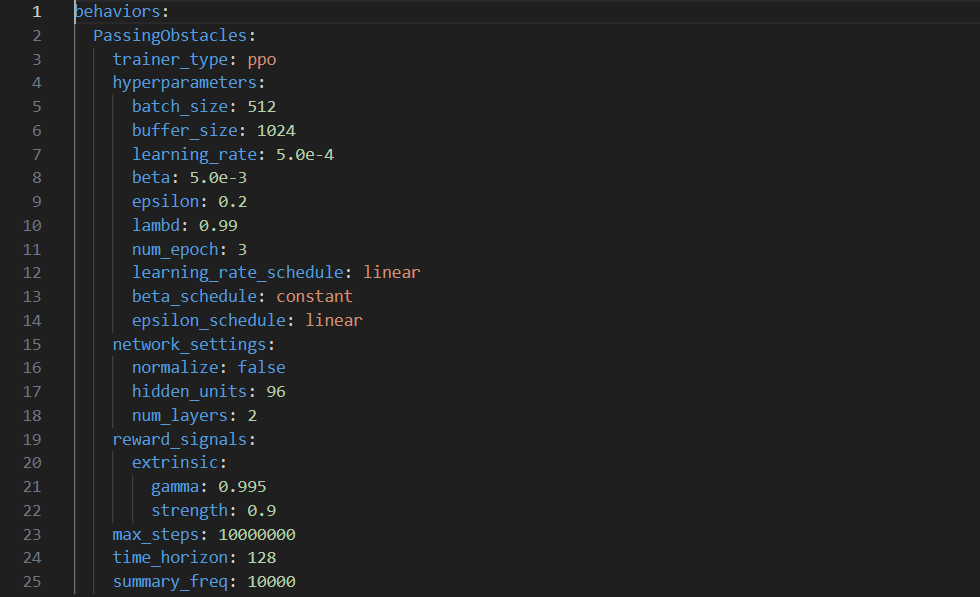 1 behaviors:
2 PassingObstacles:
3 trainer_type: ppo
4 hyperparameters:
5 batch_size: 512
6 buffer_size: 1024
7 learning_rate: 5.0e-4
8 beta: 5.0e-3
9 epsilon: 0.2
10 lambd: 0.99
11 num_epoch: 3
12 learning_rate_schedule: linear
13 beta_schedule: constant
14 epsilon_schedule: linear
15 network_settings:
16 normalize: false
17 hidden_units: 96
18 num_layers: 2
19 reward_signals:
20 extrinsic:
21 gamma: 0.995
22 strength: 0.9
23 max_steps: 10000000
24 time_horizon: 128
25 summary_freq: 10000